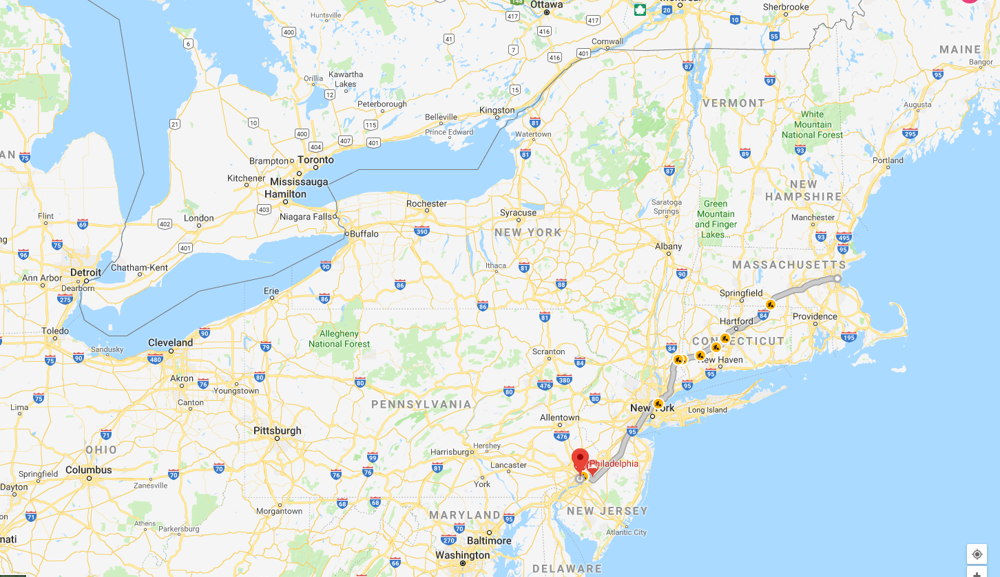 148
Ottawa
Montreal
Sherbrooke
Huntsville
417
20
417
10
400
41
416
55
6
7
Cornwall
MAINE
416
401
Bangor
87
95
91
Kawartha
Lakes
Orillia
12
15
VERMONT
Peterborough
Kingston
Augusta
White
Mountain
National Forest
Belleville
21
10
115
81
Prince Edward
Watertown
295
400
407
401
404
81
89
93
AN
75
Brampton
Toronto
Portland
87
Kitchener
Mississauga
NEW
HAMPSHIRE
Hamilton
Saratoga
Springs
Green
Mountain
and Finger
Lakes...
Rochester
403
Syracuse
Flint
London
Niagara Falls
Manchester
69
402
390
NEW YORK
Buffalo
93
495
ng
75
401
Albany
95
96
Detroit
Chatham-Kent
90
Ithaca
81
MASSACHUSETTS
Ann Arbor
Dearborn
90
86
88
Erie
Springfield
275
86
86
84
81
Hartford
Providence
Toledo
Allegheny
National Forest
90
Sandusky
Cleveland
79
CONNECTICUT
195
75
90
480
Scranton
84
84
New Haven
Akron
76
80
80
476
380
95
95
Youngstown
80
80
75
Canton
PENNSYLVANIA
Lima
New York
Long Island
Allentown
71
Pittsburgh
476
95
OHIO
Hershey
Harrisburg
99
Columbus
Philadelphia
Springfield
70
70
76
76
81
Lancaster
Zanesville
York
Dayton
68
68
71
Morgantown
MARYLAND
95
NEW JERSEY
on
Athens
Parkersburg
70
Atlantic City
nati
270
Baltimore
Washington
66
DELAWARE